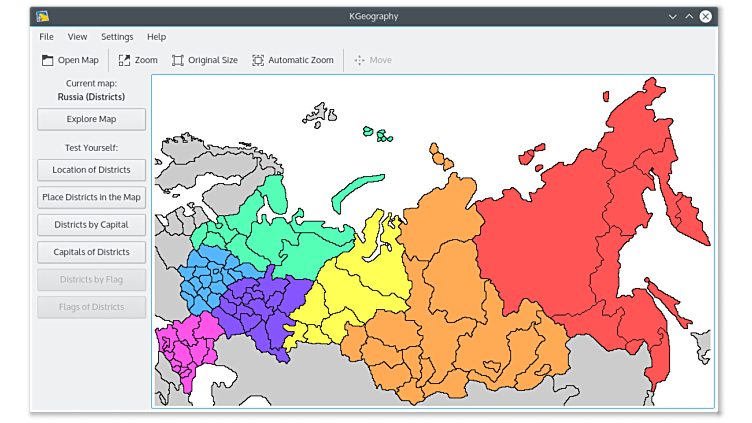 KGeography
File View Settings Help
Open Map Zoom Original Size Automatic Zoom Move
Current map:
Russia (Districts)
Explore Map
Test Yourself:
Location of Districts
Place Districts in the Map
Districts by Capital
Capitals of Districts
Districts by Flag
Flags of Districts